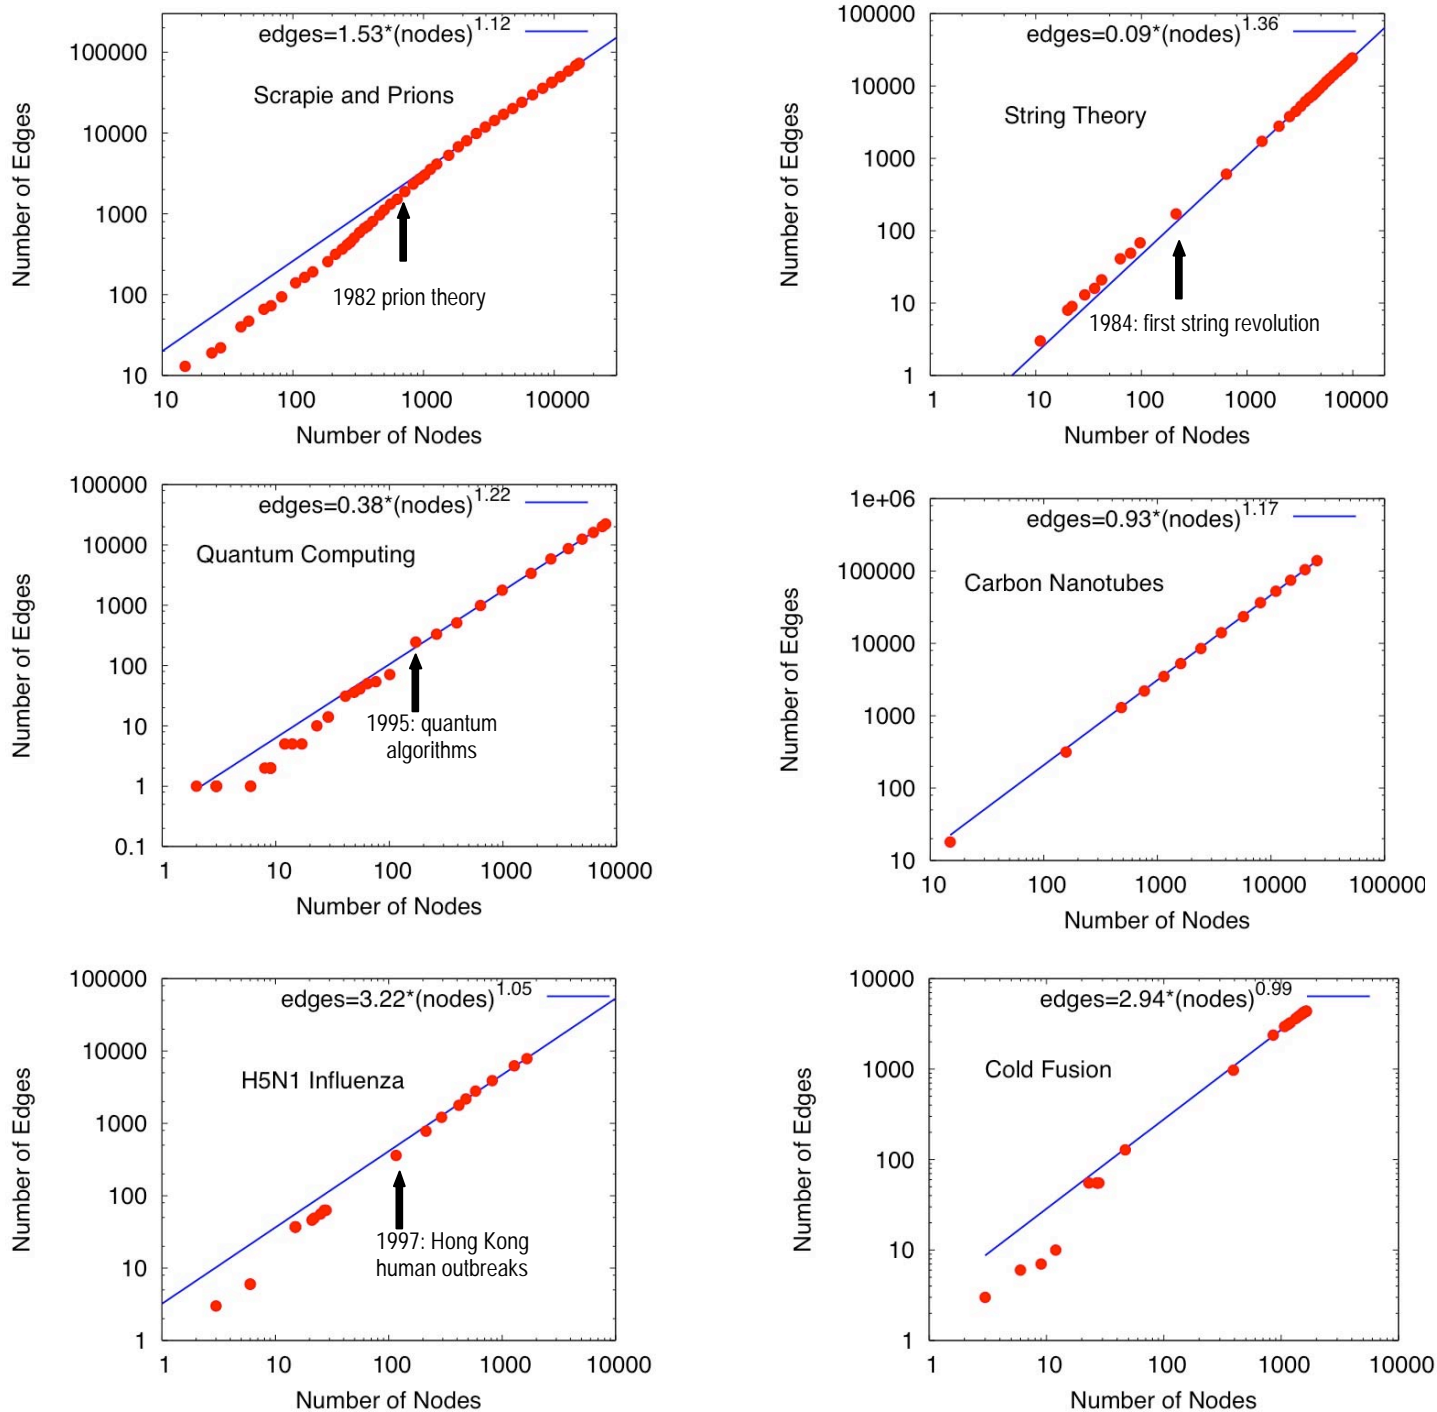 edges=1.53*(nodes)^1.12
Scrapie and Prions
1982 prion theory
Number of Edges
100000
10000
1000
100
10
10 100 1000 10000
Number of Nodes
edges=0.09*(nodes)^1.36
String Theory
1984: first string revolution
Number of Edges
100000
10000
1000
100
10
1
1 10 100 1000 10000
Number of Nodes
edges=0.38*(nodes)^1.22
Quantum Computing
1995: quantum
algorithms
Number of Edges
100000
10000
1000
100
10
1
0.1
1 10 100 1000 10000
Number of Nodes
edges=0.93*(nodes)^1.17
Carbon Nanotubes
Number of Edges
1e+06
100000
10000
1000
100
10
10 100 1000 10000 100000
Number of Nodes
edges=3.22*(nodes)^1.05
H5N1 Influenza
1997: Hong Kong
human outbreaks
Number of Edges
100000
10000
1000
100
10
1
1 10 100 1000 10000
Number of Nodes
edges=2.94*(nodes)^0.99
Cold Fusion
Number of Edges
10000
1000
100
10
1
1 10 100 1000 10000
Number of Nodes